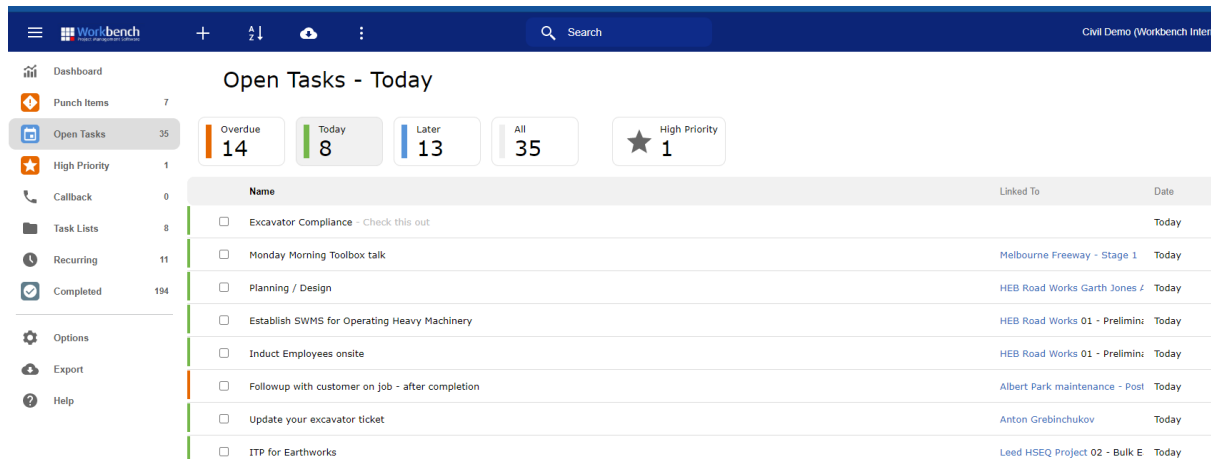 Workbench
Project Management Software
Search
Civil Demo (Workbench Inter
Dashboard
Punch Items 7
Open Tasks 35
High Priority 1
Callback 0
Task Lists 8
Recurring 11
Completed 194
Options
Export
Help
Open Tasks - Today
Overdue
14
Today
8
Later
13
All
35
High Priority
1
Name Linked To Date
Excavator Compliance - Check this out Today
Monday Morning Toolbox talk Melbourne Freeway - Stage 1 Today
Planning / Design HEB Road Works Garth Jones Today
Establish SWMS for Operating Heavy Machinery HEB Road Works 01 - Prelimina Today
Induct Employees onsite HEB Road Works 01 - Prelimina Today
Followup with customer on job - after completion Albert Park maintenance - Post Today
Update your excavator ticket Anton Grebinchukov Today
ITP for Earthworks Leed HSEQ Project 02 - Bulk E Today